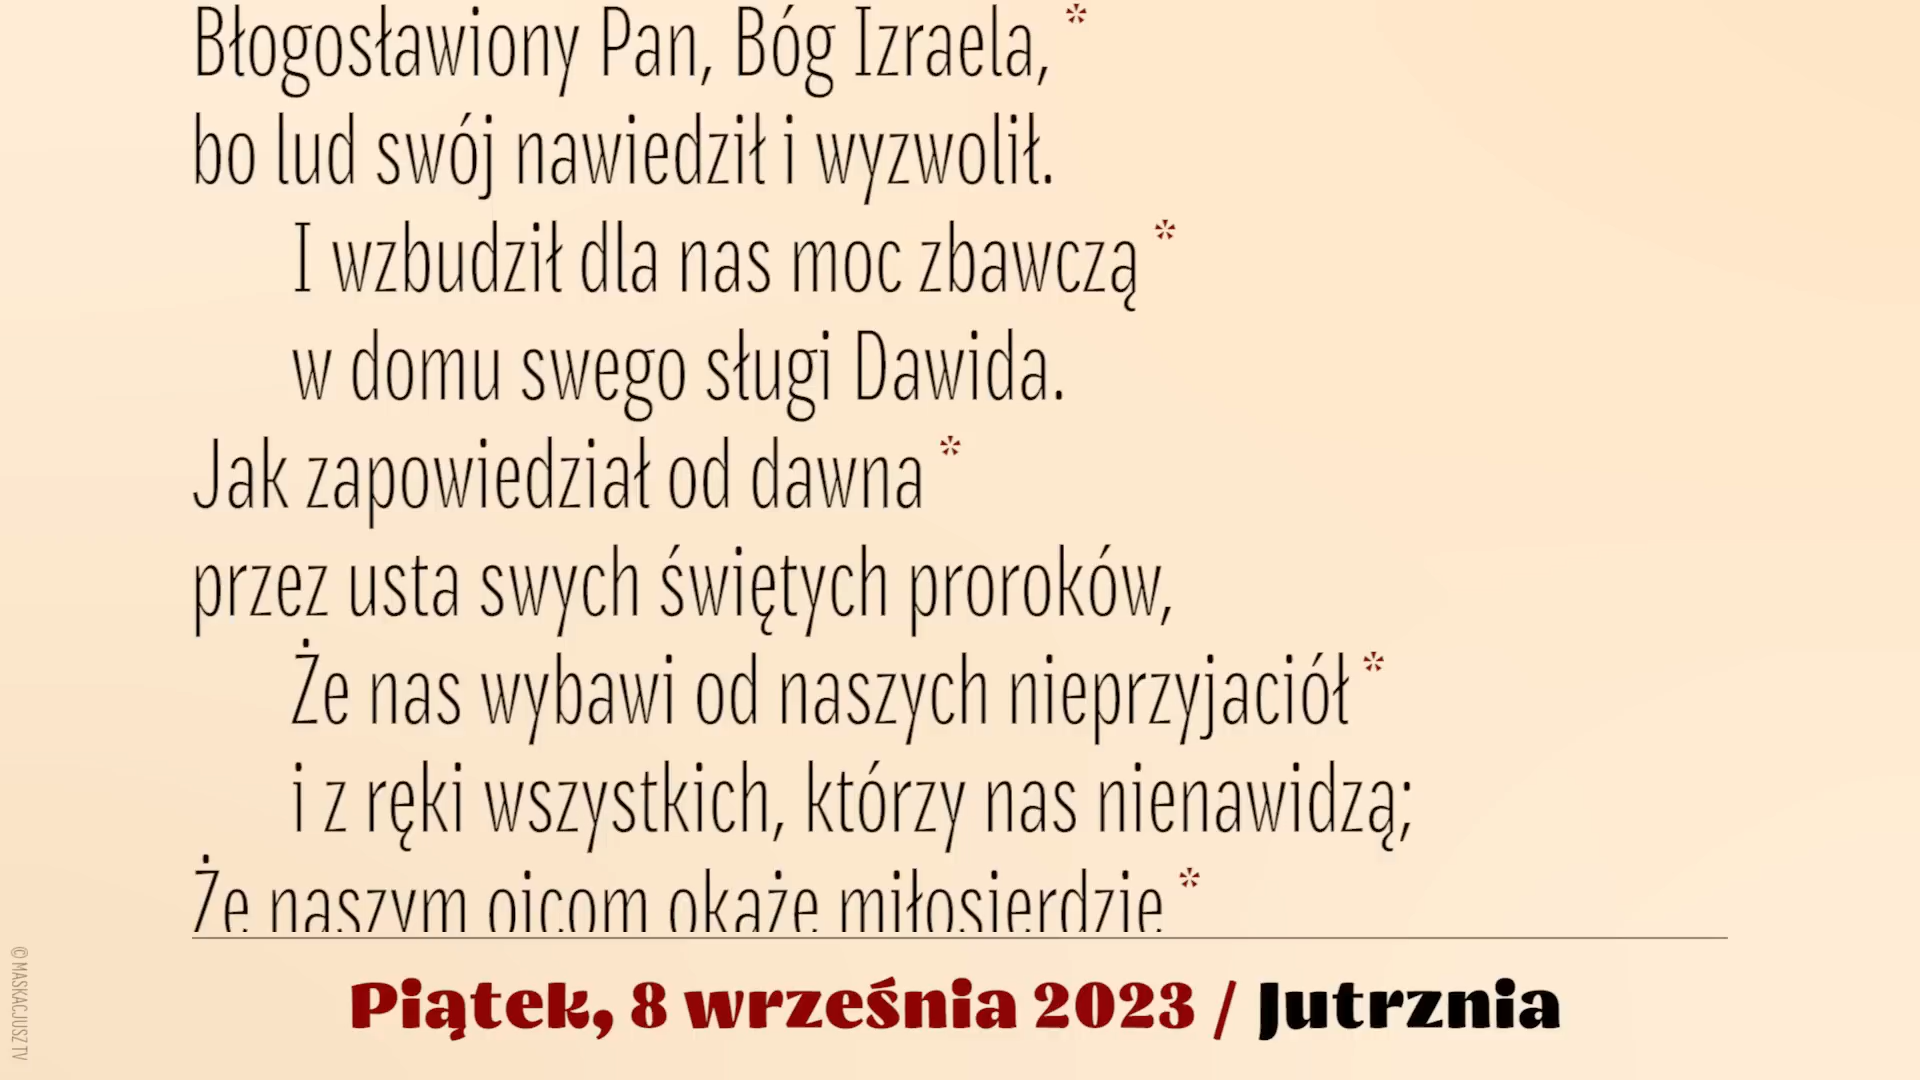 Błogosławiony Pan, Bóg Izraela, *
bo lud swój nawiedził i wyzwolił.
I wzbudził dla nas moc zbawczą *
w domu swego sługi Dawida.
Jak zapowiedział od dawna *
przez usta swych świętych proroków,
Że nas wybawi od naszych nieprzyjaciół *
i z ręki wszystkich, którzy nas nienawidzą;
Że naszym ojcom okaże miłosierdzie *
Piątek, 8 września 2023 / Jutrznia
© MASKACJUSZ TV